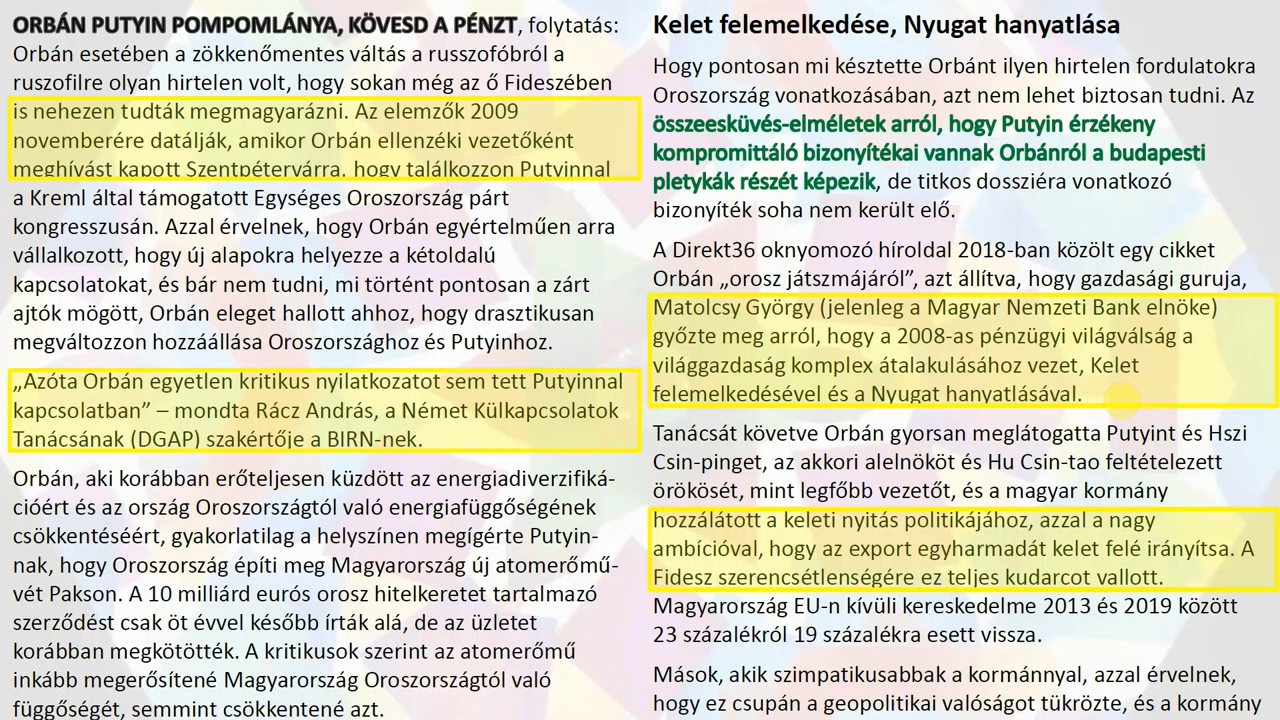 ORBÁN PUTYIN POMPOMLÁNYA, KÖVESD A PÉNZT, folytatás:
Orbán esetében a zökkenőmentes váltás a russzofóbról a
ruszofilre olyan hirtelen volt, hogy sokan még az ő Fideszében
is nehezen tudták megmagyarázni. Az elemzők 2009
novemberére datálják, amikor Orbán ellenzéki vezetőként
meghívást kapott Szentpétervárra, hogy találkozzon Putyinnal
a Kreml által támogatott Egységes Oroszország párt
kongresszusán. Azzal érvelnek, hogy Orbán egyértelműen arra
vállalkozott, hogy új alapokra helyezze a kétoldalú
kapcsolatokat, és bár nem tudni, mi történt pontosan a zárt
ajtók mögött, Orbán eleget hallott ahhoz, hogy drasztikusan
megváltozzon hozzáállása Oroszországhoz és Putyinhoz.
„Azóta Orbán egyetlen kritikus nyilatkozatot sem tett Putyinnal
kapcsolatban” – mondta Rácz András, a Német Külkapcsolatok
Tanácsának (DGAP) szakértője a BIRN-nek.
Orbán, aki korábban erőteljesen küzdött az energiadiverzifiká-
cióért és az ország Oroszországtól való energiafüggőségének
csökkentéséért, gyakorlatilag a helyszínen megígérte Putyin-
nak, hogy Oroszország építi meg Magyarország új atomerőmű-
vét Pakson. A 10 milliárd eurós orosz hitelkeretet tartalmazó
szerződést csak öt évvel később írták alá, de az üzletet
korábban megkötötték. A kritikusok szerint az atomerőmű
inkább megerősítené Magyarország Oroszországtól való
függőségét, semmint csökkentené azt.
Kelet felemelkedése, Nyugat hanyatlása
Hogy pontosan mi késztette Orbánt ilyen hirtelen fordulatokra
Oroszország vonatkozásában, azt nem lehet biztosan tudni. Az
összeesküvés-elméletek arról, hogy Putyin érzékeny
kompromittáló bizonyítékai vannak Orbánról a budapesti
pletykák részét képezik, de titkos dossziéra vonatkozó
bizonyíték soha nem került elő.
A Direkt36 oknyomozó híroldal 2018-ban közölt egy cikket
Orbán „orosz játszmájáról”, azt állítva, hogy gazdasági guruja,
Matolcsy György (jelenleg a Magyar Nemzeti Bank elnöke)
győzte meg arról, hogy a 2008-as pénzügyi világválság a
világgazdaság komplex átalakulásához vezet, Kelet
felemelkedésével és a Nyugat hanyatlásával.
Tanácsát követve Orbán gyorsan meglátogatta Putyint és Hszi
Csin-pinget, az akkori alelnököt és Hu Csin-tao feltételezett
örökösét, mint legfőbb vezetőt, és a magyar kormány
hozzálátott a keleti nyitás politikájához, azzal a nagy
ambícióval, hogy az export egyharmadát kelet felé irányítsa. A
Fidesz szerencsétlenségére ez teljes kudarcot vallott.
Magyarország EU-n kívüli kereskedelme 2013 és 2019 között
23 százalékról 19 százalékra esett vissza.
Mások, akik szimpatikusabbak a kormánnyal, azzal érvelnek,
hogy ez csupán a geopolitikai valóságot tükrözte, és a kormány